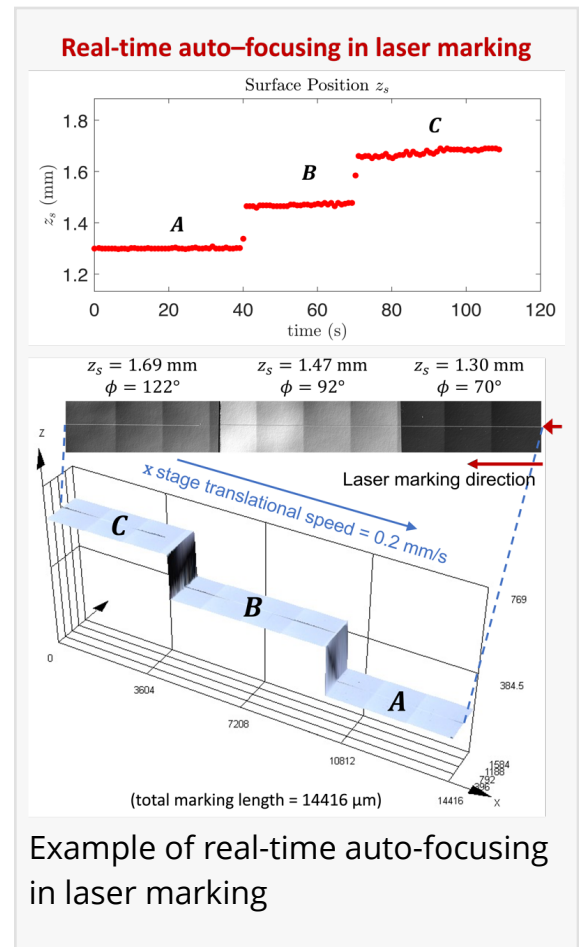 Real-time auto–focusing in laser marking
Surface Position z_s
z_s (mm)
1.8
1.6
1.4
1.2
A
B
C
0 20 40 60 80 100 120
time (s)
z_s = 1.69 mm z_s = 1.47 mm z_s = 1.30 mm
ϕ = 122° ϕ = 92° ϕ = 70°
Laser marking direction
x stage translational speed = 0.2 mm/s
z
C
B
A
769
384.5
0
3604
7208
10812
14416
1584
1188
792
396
x
(total marking length = 14416 μm)
Example of real-time auto-focusing
in laser marking